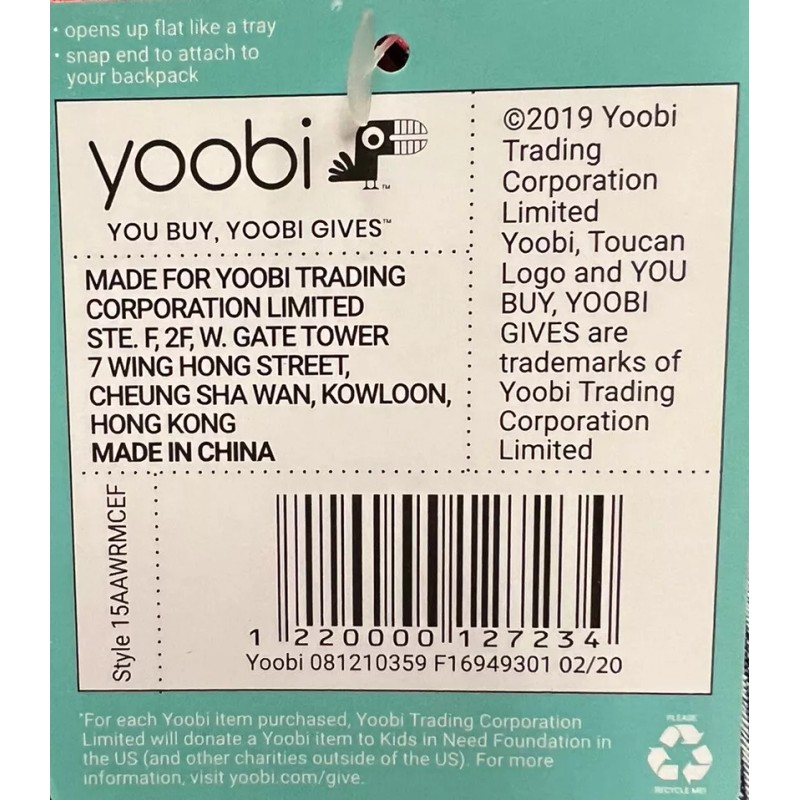 • opens up flat like a tray
• snap end to attach to
your backpack
yoobi™
YOU BUY, YOOBI GIVES™
MADE FOR YOOBI TRADING
CORPORATION LIMITED
STE. F, 2F, W. GATE TOWER
7 WING HONG STREET,
CHEUNG SHA WAN, KOWLOON,
HONG KONG
MADE IN CHINA
©2019 Yoobi
Trading
Corporation
Limited
Yoobi, Toucan
Logo and YOU
BUY, YOOBI
GIVES are
trademarks of
Yoobi Trading
Corporation
Limited
Style 15AAWRMCEF
1 220000 127234
Yoobi 081210359 F16949301 02/20
*For each Yoobi item purchased, Yoobi Trading Corporation
Limited will donate a Yoobi item to Kids in Need Foundation in
the US (and other charities outside of the US). For more
information, visit yoobi.com/give.
PLEASE
RECYCLE ME!